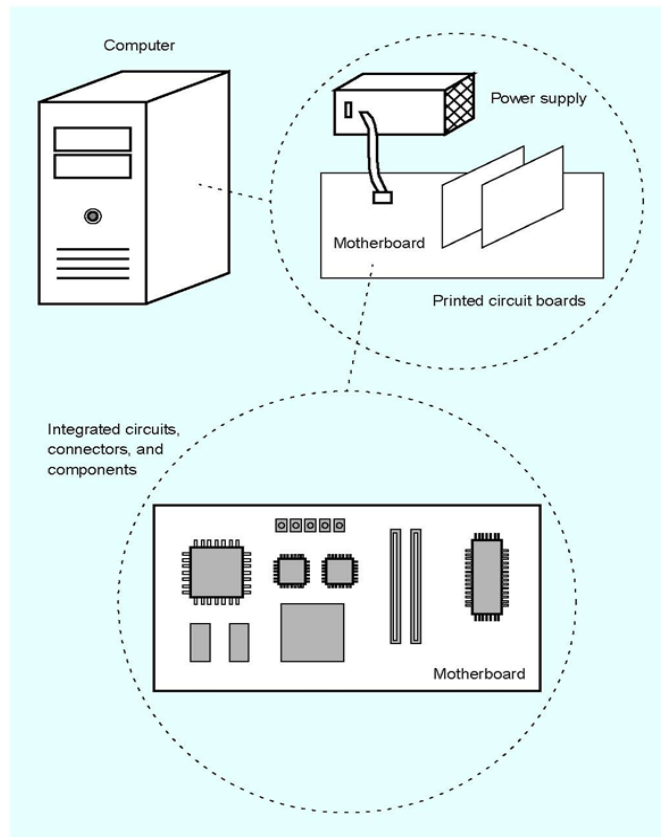 Computer
Power supply
Motherboard
Printed circuit boards
Integrated circuits,
connectors, and
components
Motherboard